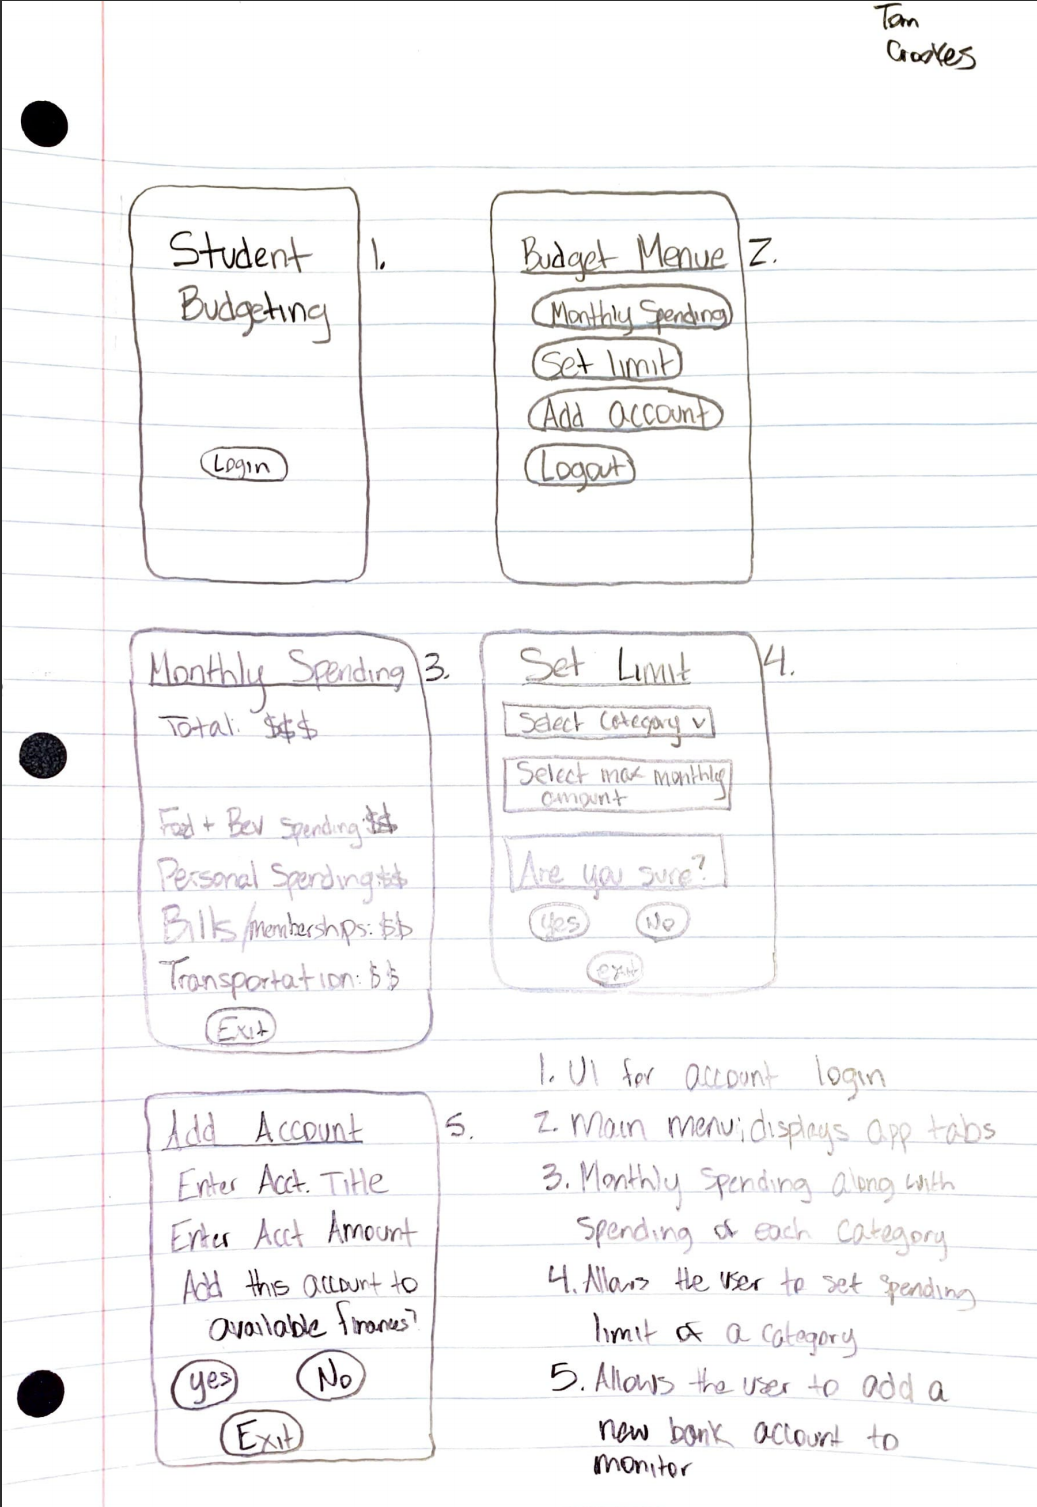 Tom
Crookes
Student
Budgeting
Login
1.
Budget Menue
Monthly Spending
Set limit
Add account
Logout
2.
Monthly Spending
Total: $$$
Food + Bev spending: $$
Personal Spending: $$
Bills/memberships: $$
Transportation: $$
Exit
3.
Set Limit
Select Category v
Select max monthly
amount
Are you sure?
Yes No
exit
4.
Add Account
Enter Acct. Title
Enter Acct Amount
Add this account to
available finances?
yes No
Exit
5.
1. UI for account login
2. Main menu; displays app tabs
3. Monthly Spending along with
Spending of each category
4. Allows the user to set spending
limit of a category
5. Allows the user to add a
new bank account to
monitor